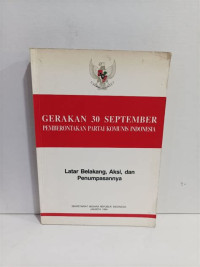 GERAKAN 30 SEPTEMBER
PEMBERONTAKAN PARTAI KOMUNIS INDONESIA
Latar Belakang, Aksi, dan
Penumpasannya